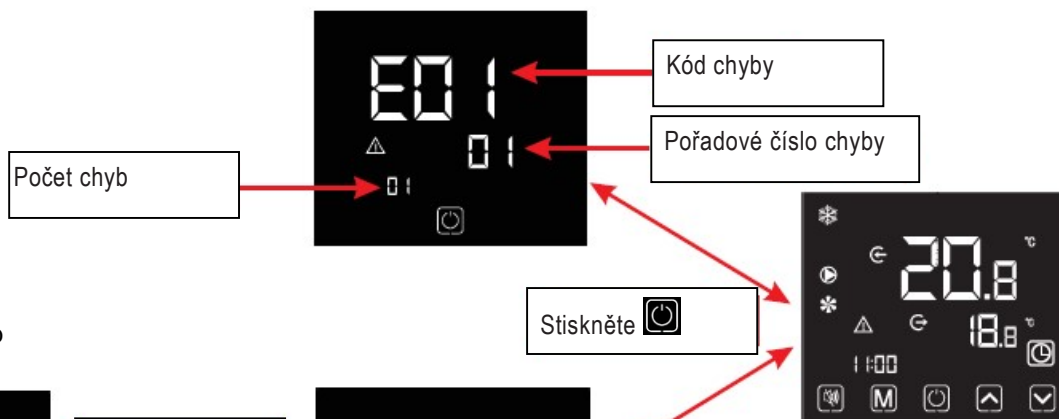 E01
Kód chyby
01
Pořadové číslo chyby
Počet chyb
01
20.8 °C
Stiskněte
18.8 °C
11:00
M